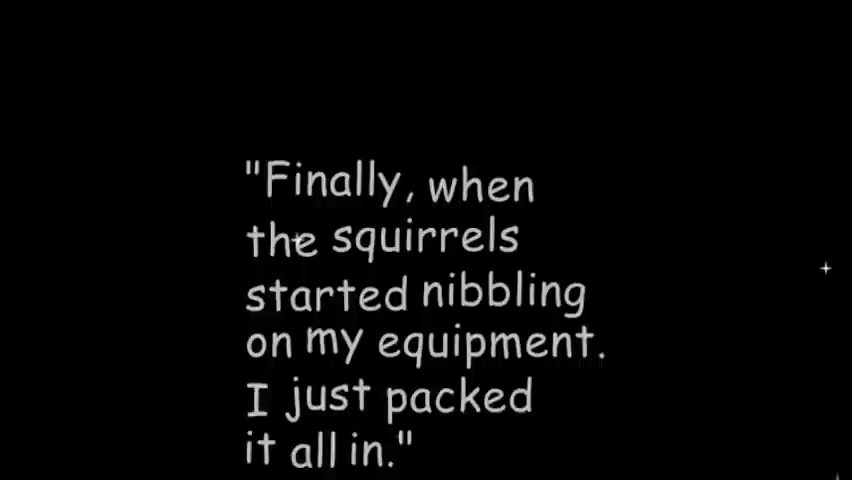 "Finally, when
the squirrels
started nibbling
on my equipment.
I just packed
it all in."